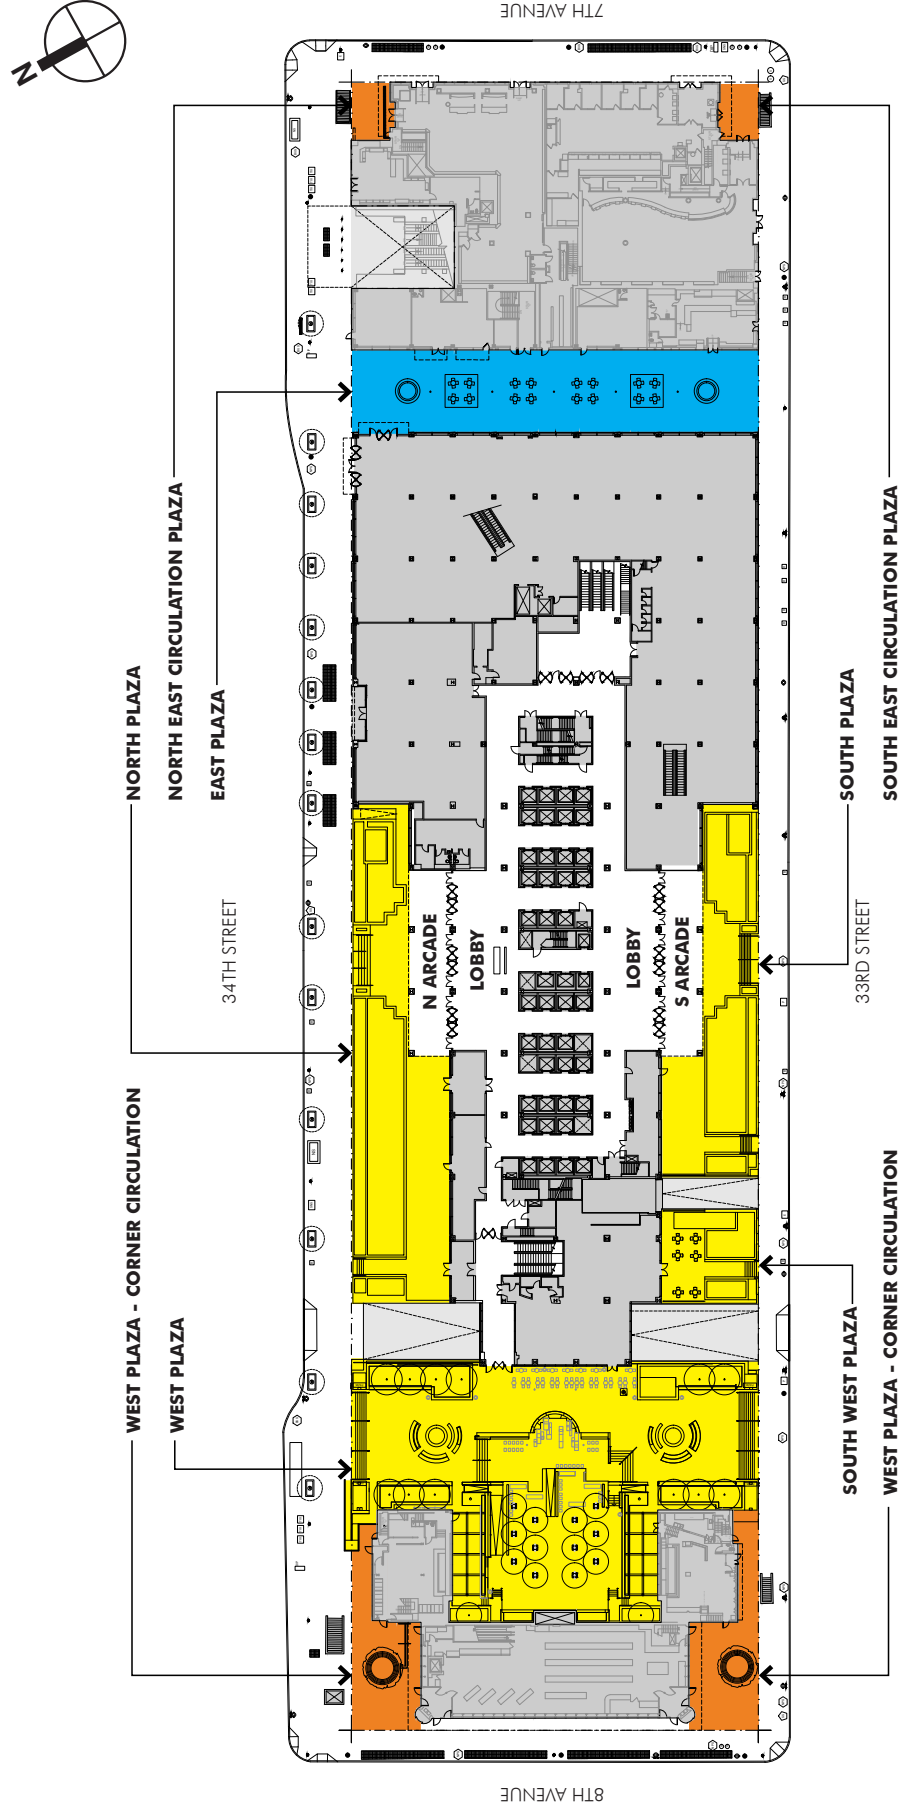 7TH AVENUE
N
NORTH PLAZA
NORTH EAST CIRCULATION PLAZA
EAST PLAZA
34TH STREET
WEST PLAZA - CORNER CIRCULATION
WEST PLAZA
N ARCADE
LOBBY
LOBBY
S ARCADE
SOUTH PLAZA
SOUTH EAST CIRCULATION PLAZA
33RD STREET
SOUTH WEST PLAZA
WEST PLAZA - CORNER CIRCULATION
8TH AVENUE